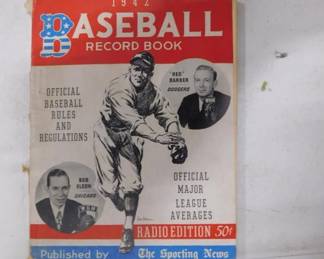 1942
BASEBALL
RECORD BOOK
"RED" BARBER
DODGERS
OFFICIAL
BASEBALL
RULES
AND
REGULATIONS
BOB ELSON
CHICAGO
OFFICIAL
MAJOR
LEAGUE
AVERAGES
RADIO EDITION 50¢
Published by The Sporting News